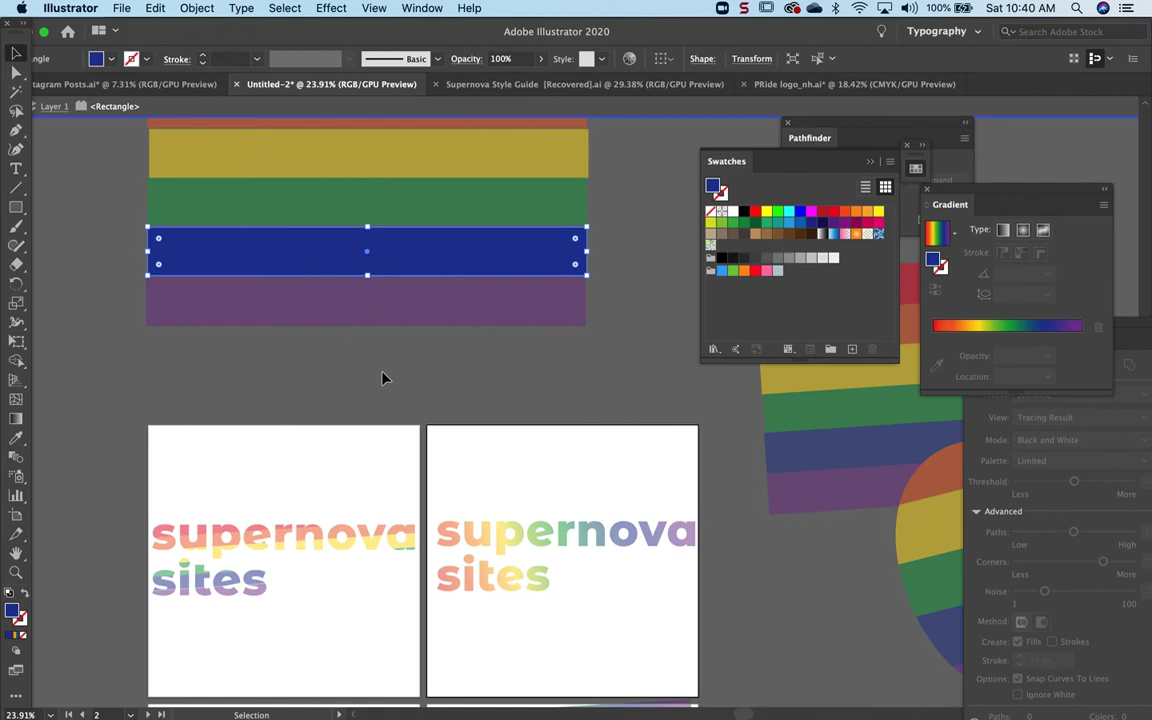 Illustrator File Edit Object Type Select Effect View Window Help
100% Sat 10:40 AM
Adobe Illustrator 2020
Typography
Search Adobe Stock
angle
Stroke:
Basic
Opacity: 100%
Style:
Shape:
Transform
tagram Posts.ai* @ 7.31% (RGB/GPU Preview)
Untitled-2* @ 23.91% (RGB/GPU Preview)
Supernova Style Guide [Recovered].ai @ 29.38% (RGB/GPU Preview)
PRide logo_nh.ai* @ 18.42% (CMYK/GPU Preview)
Layer 1
<Rectangle>
Pathfinder
Swatches
Gradient
Type:
Stroke:
Opacity:
Location:
View: Tracing Result
Mode: Black and White
Palette: Limited
Threshold:
Less More
Advanced
Paths:
Low High
Corners:
Less More
Noise:
1 100
Method:
Create: Fills Strokes
Stroke: 10 px
Options: Snap Curves To Lines
Ignore White
supernova
sites
supernova
sites
23.91%
2
Selection